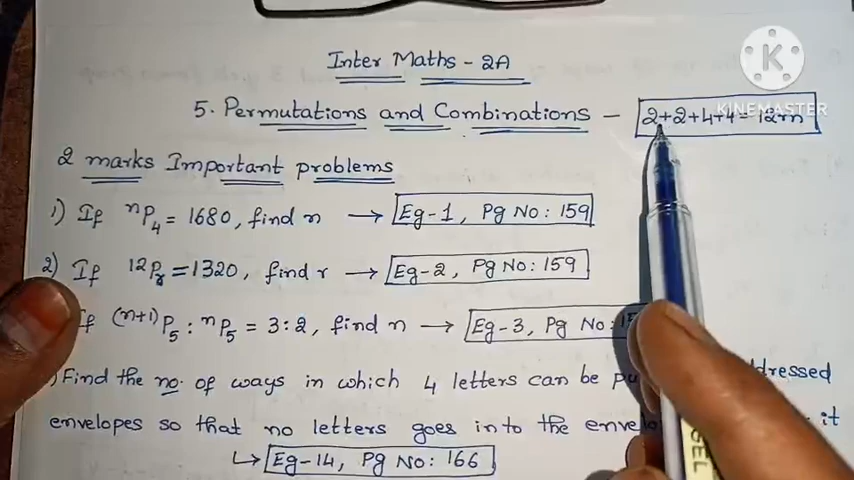 Inter Maths - 2A
5. Permutations and Combinations - 2+2+4+4=12m
KINEMASTER
2 marks Important problems
1) If ⁿP₄ = 1680, find n → Eg-1, Pg No: 159
2) If ¹²Pᵣ = 1320, find r → Eg-2, Pg No: 159
If ⁽ⁿ⁺¹⁾P₅ : ⁿP₅ = 3:2, find n → Eg-3, Pg No:
) Find the no. of ways in which 4 letters can be
envelopes so that no letters goes into the it
↳ Eg-14, Pg No: 166